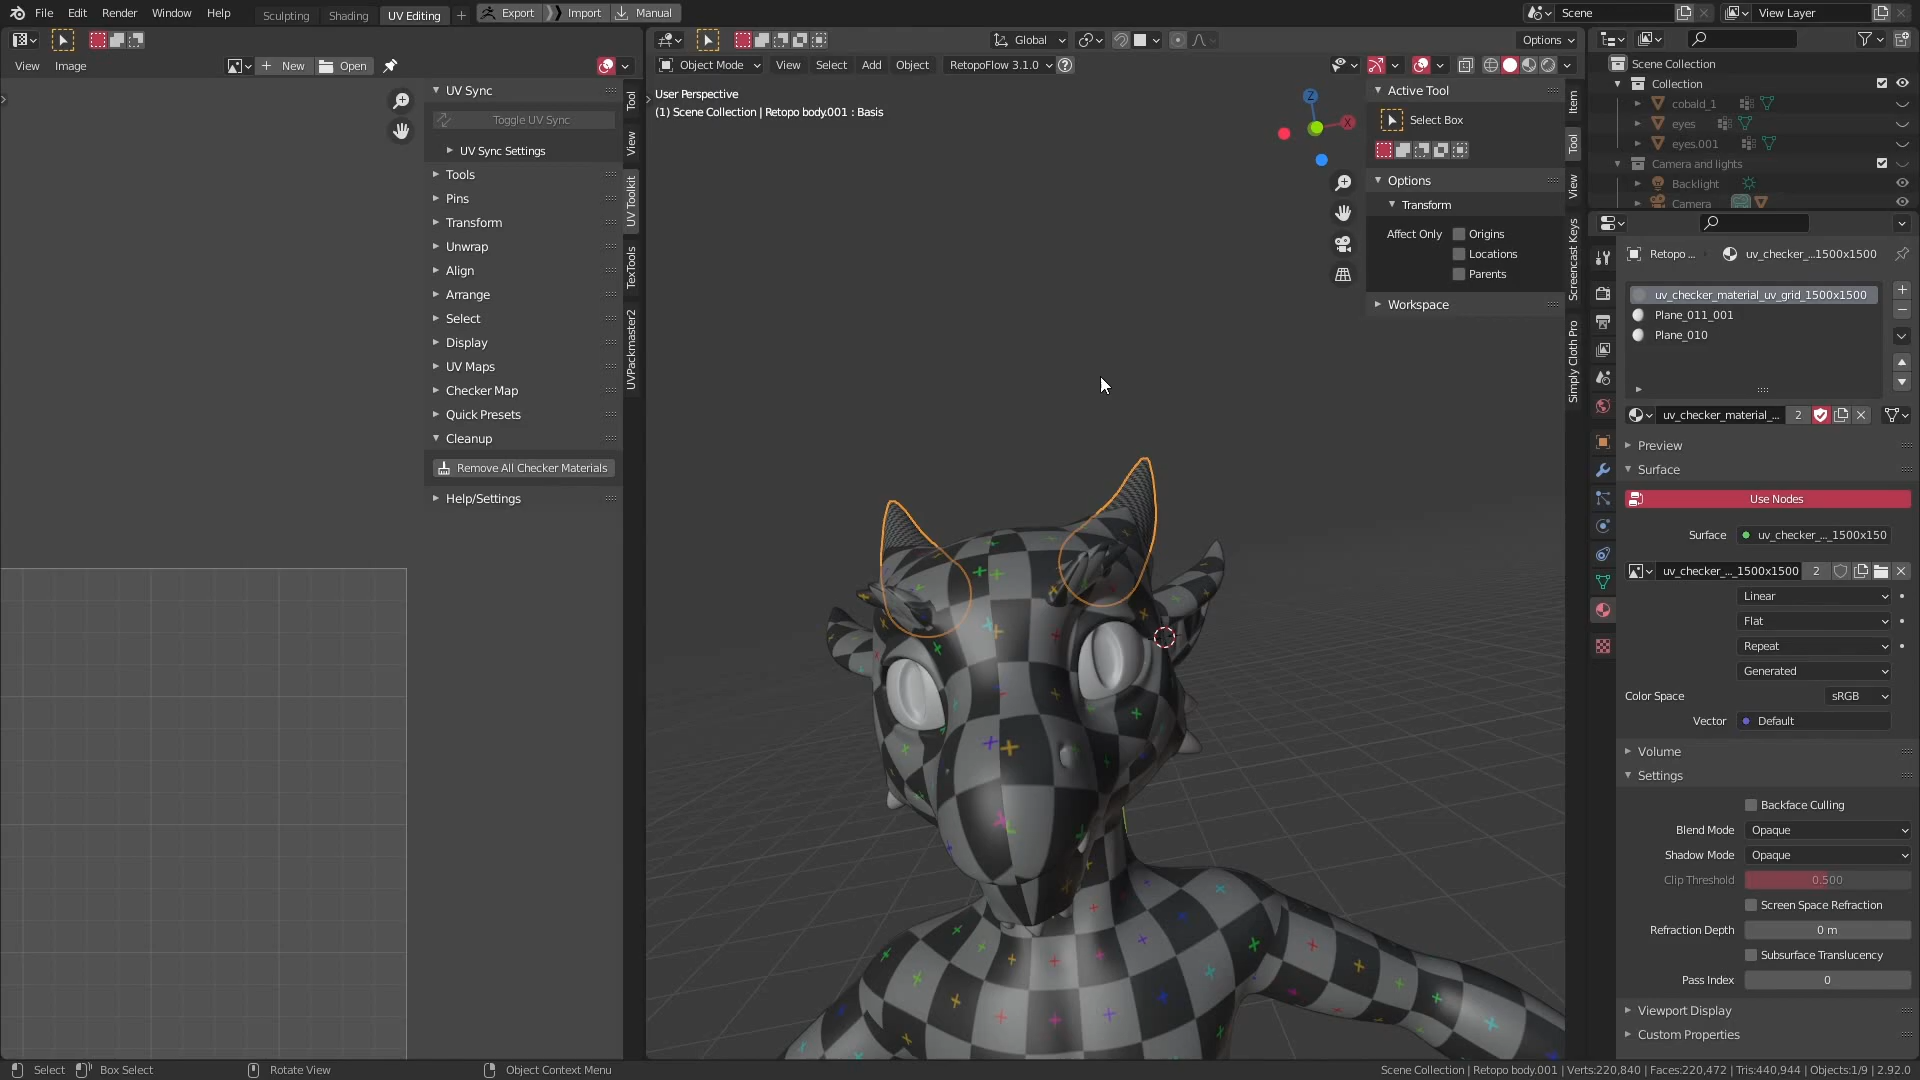 File Edit Render Window Help Sculpting Shading UV Editing + Export Import Manual Scene View Layer
Global Options
View Image New Open Object Mode View Select Add Object RetopoFlow 3.1.0
UV Sync
Toggle UV Sync
UV Sync Settings
Tools
Pins
Transform
Unwrap
Align
Arrange
Select
Display
UV Maps
Checker Map
Quick Presets
Cleanup
Remove All Checker Materials
Help/Settings
Tool
View
UV Toolkit
TexTools
UVPackmaster2
User Perspective
(1) Scene Collection | Retopo body.001 : Basis
Z
X
Active Tool
Select Box
Options
Transform
Affect Only Origins
Locations
Parents
Workspace
Item
Tool
View
Screencast Keys
Simply Cloth Pro
Scene Collection
Collection
cobald_1
eyes
eyes.001
Camera and lights
Backlight
Camera
Retopo ... uv_checker_...1500x1500
uv_checker_material_uv_grid_1500x1500
Plane_011_001
Plane_010
uv_checker_material_... 2
Preview
Surface
Use Nodes
Surface uv_checker_..._1500x150
uv_checker_..._1500x1500 2
Linear
Flat
Repeat
Generated
Color Space sRGB
Vector Default
Volume
Settings
Backface Culling
Blend Mode Opaque
Shadow Mode Opaque
Clip Threshold 0.500
Screen Space Refraction
Refraction Depth 0 m
Subsurface Translucency
Pass Index 0
Viewport Display
Custom Properties
Select Box Select Rotate View Object Context Menu Scene Collection | Retopo body.001 | Verts:220,840 | Faces:220,472 | Tris:440,944 | Objects:1/9 | 2.92.0